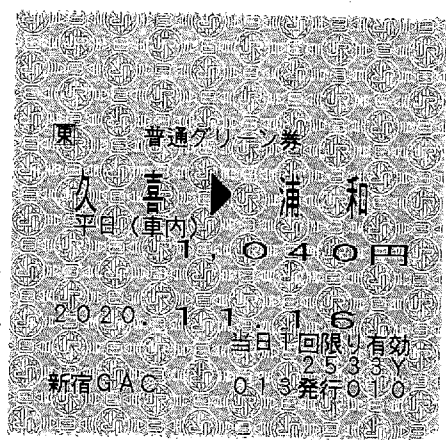 東 普通グリーン券
久喜▶浦和
平日(車内)
1,040円
2020.11.16
当日1回限り有効
2533Y
新宿GAC 013発行010